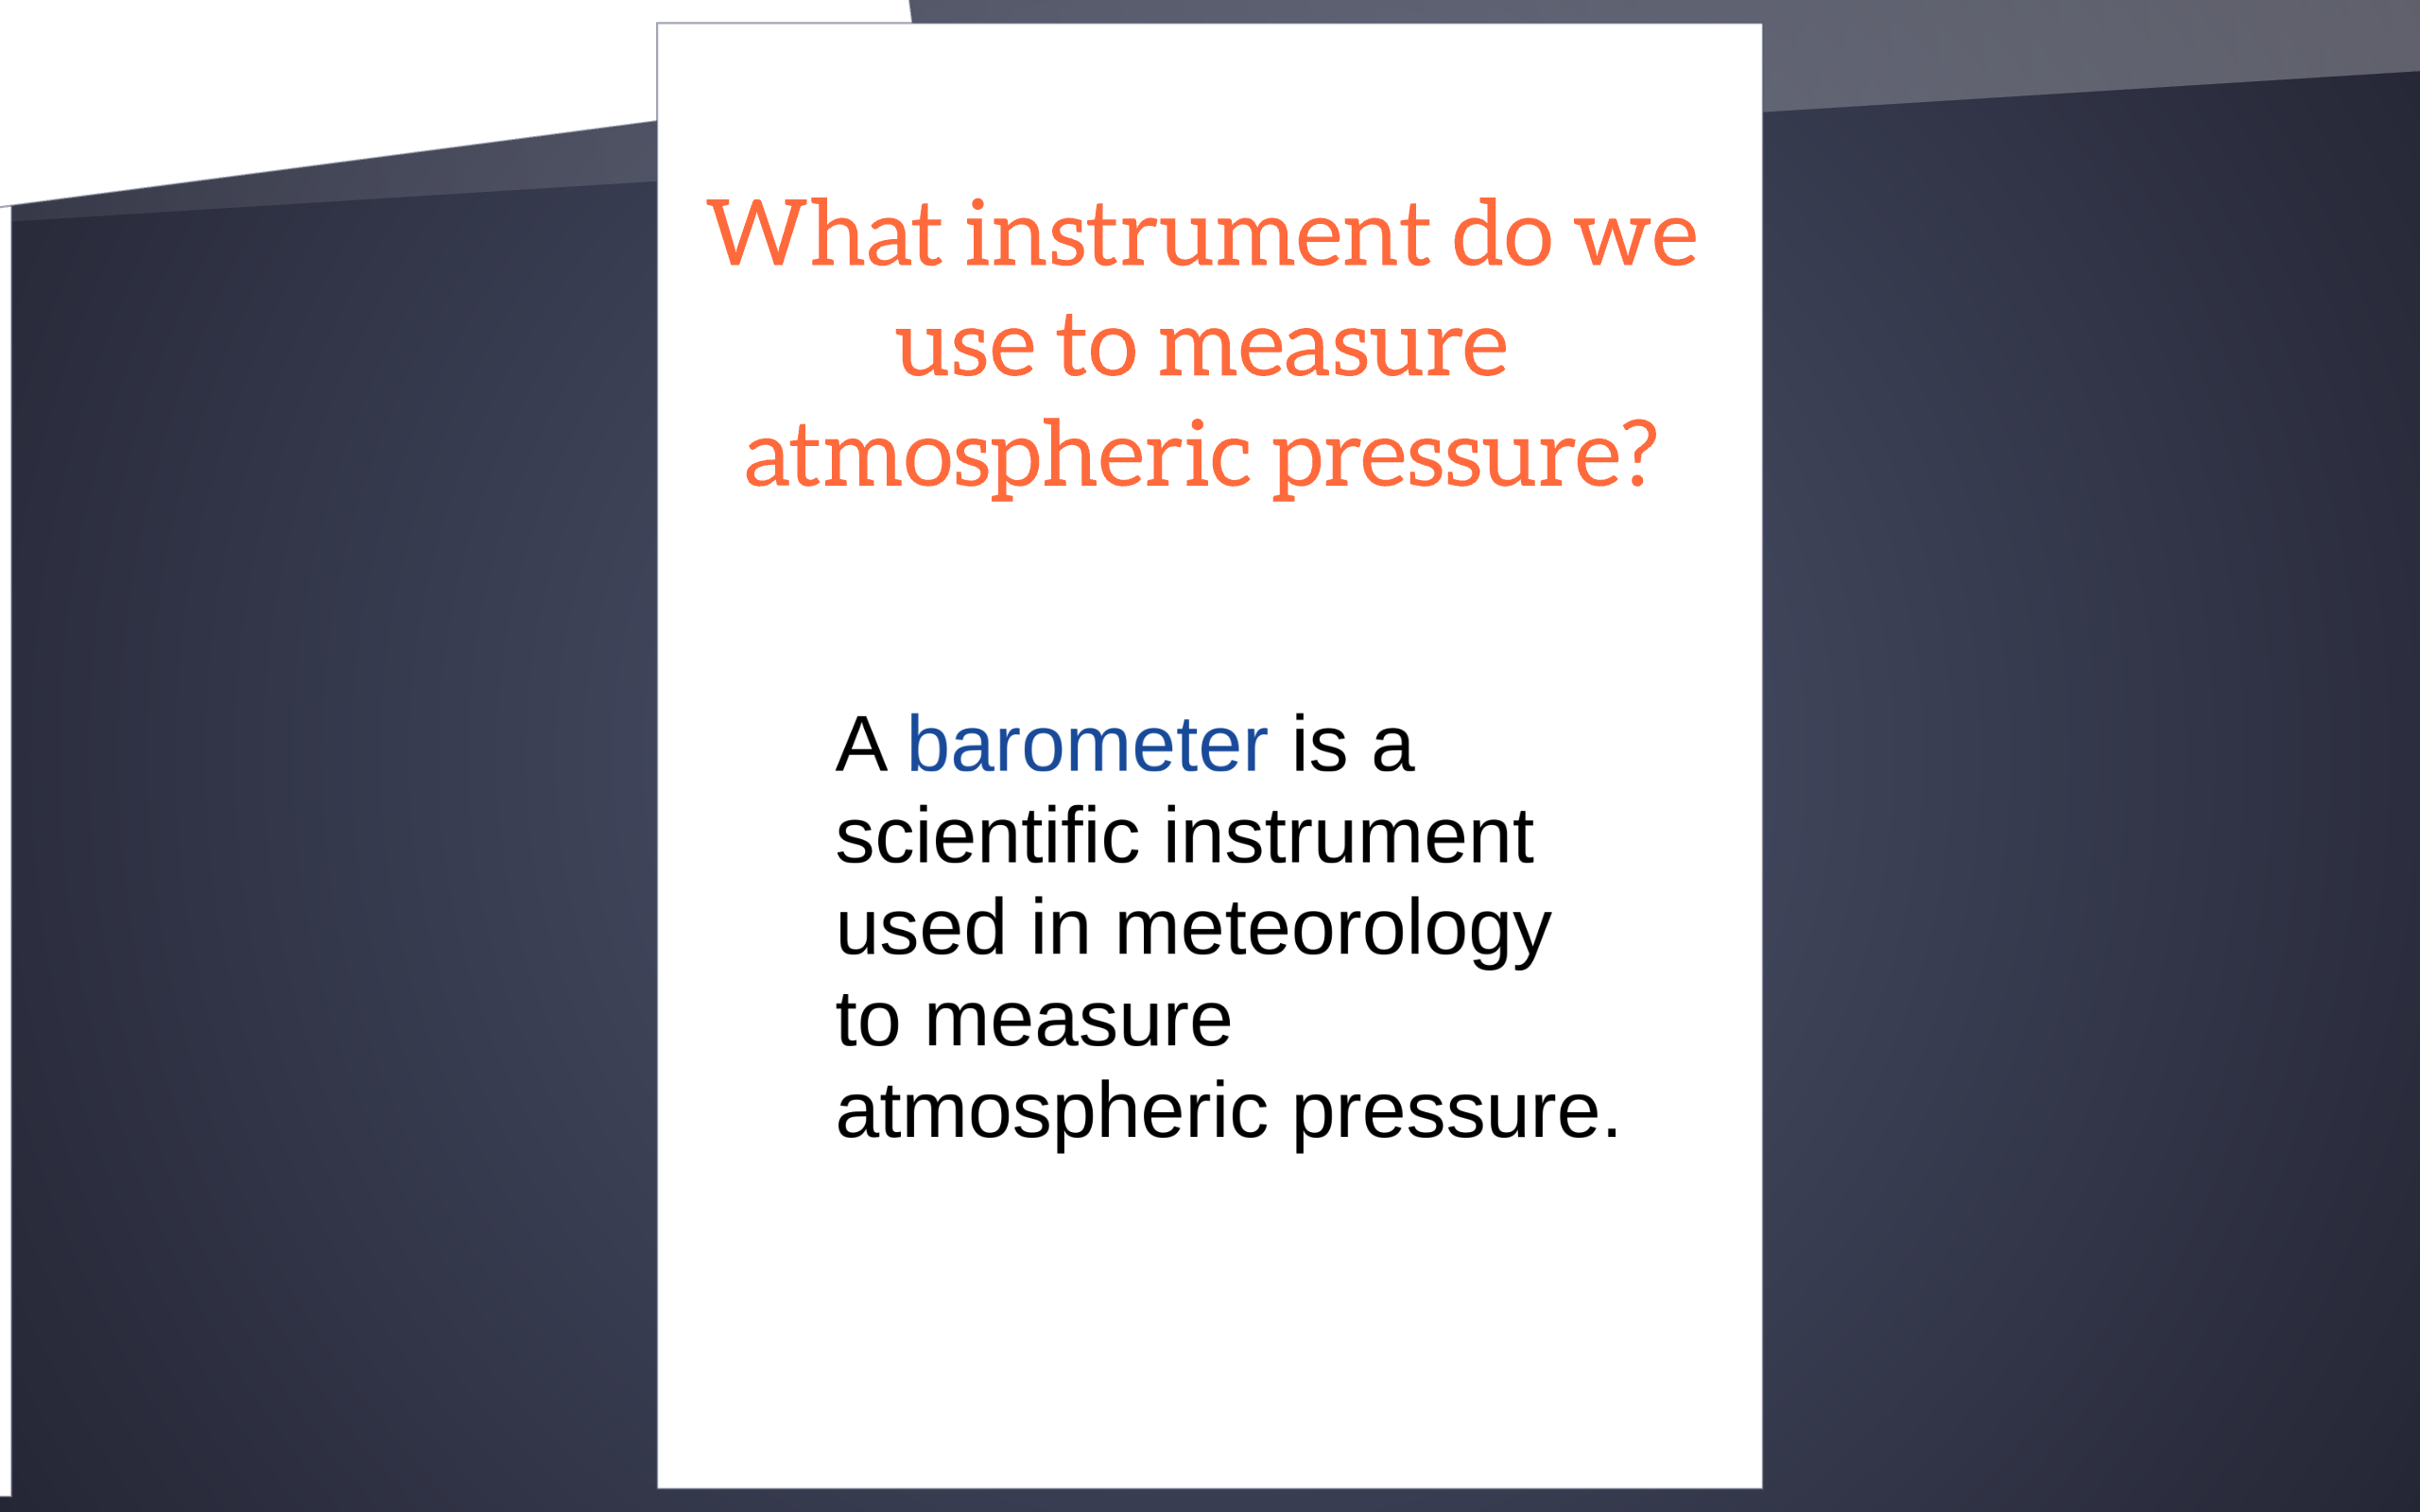 What instrument do we
use to measure
atmospheric pressure?
A barometer is a
scientific instrument
used in meteorology
to measure
atmospheric pressure.